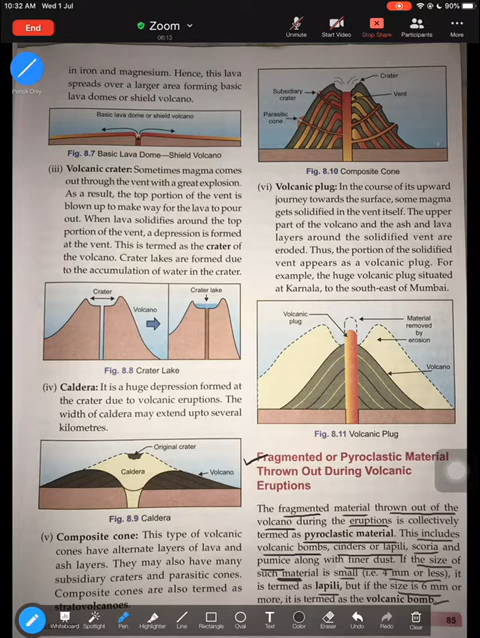 10:32 AM Wed 1 Jul
69%
End
Zoom
06:13
Unmute
Start Video
Stop Share
Participants
More
Pencil Only
in iron and magnesium. Hence, this lava
spreads over a larger area forming basic
lava domes or shield volcano.
Basic lava dome or shield volcano
Fig. 8.7 Basic Lava Dome—Shield Volcano
(iii) Volcanic crater: Sometimes magma comes
out through the vent with a great explosion.
As a result, the top portion of the vent is
blown up to make way for the lava to pour
out. When lava solidifies around the top
portion of the vent, a depression is formed
at the vent. This is termed as the crater of
the volcano. Crater lakes are formed due
to the accumulation of water in the crater.
Crater
Volcano
Crater lake
Fig. 8.8 Crater Lake
(iv) Caldera: It is a huge depression formed at
the crater due to volcanic eruptions. The
width of caldera may extend upto several
kilometres.
Original crater
Caldera
Volcano
Fig. 8.9 Caldera
(v) Composite cone: This type of volcanic
cones have alternate layers of lava and
ash layers. They may also have many
subsidiary craters and parasitic cones.
Composite cones are also termed as
stratovolcanoes.
Crater
Subsidiary
crater
Vent
Parasitic
cone
Fig. 8.10 Composite Cone
(vi) Volcanic plug: In the course of its upward
journey towards the surface, some magma
gets solidified in the vent itself. The upper
part of the volcano and the ash and lava
layers around the solidified vent are
eroded. Thus, the portion of the solidified
vent appears as a volcanic plug. For
example, the huge volcanic plug situated
at Karnala, to the south-east of Mumbai.
Volcanic
plug
Material
removed
by
erosion
Volcano
Fig. 8.11 Volcanic Plug
Fragmented or Pyroclastic Material
Thrown Out During Volcanic
Eruptions
The fragmented material thrown out of the
volcano during the eruptions is collectively
termed as pyroclastic material. This includes
volcanic bombs, cinders or lapili, scoria and
pumice along with finer dust. If the size of
such material is small (i.e. 4 mm or less), it
is termed as lapili, but if the size is 6 mm or
more, it is termed as the volcanic bomb.
85
Whiteboard
Spotlight
Pen
Highlighter
Line
Rectangle
Oval
Text
Color
Eraser
Undo
Redo
Clear